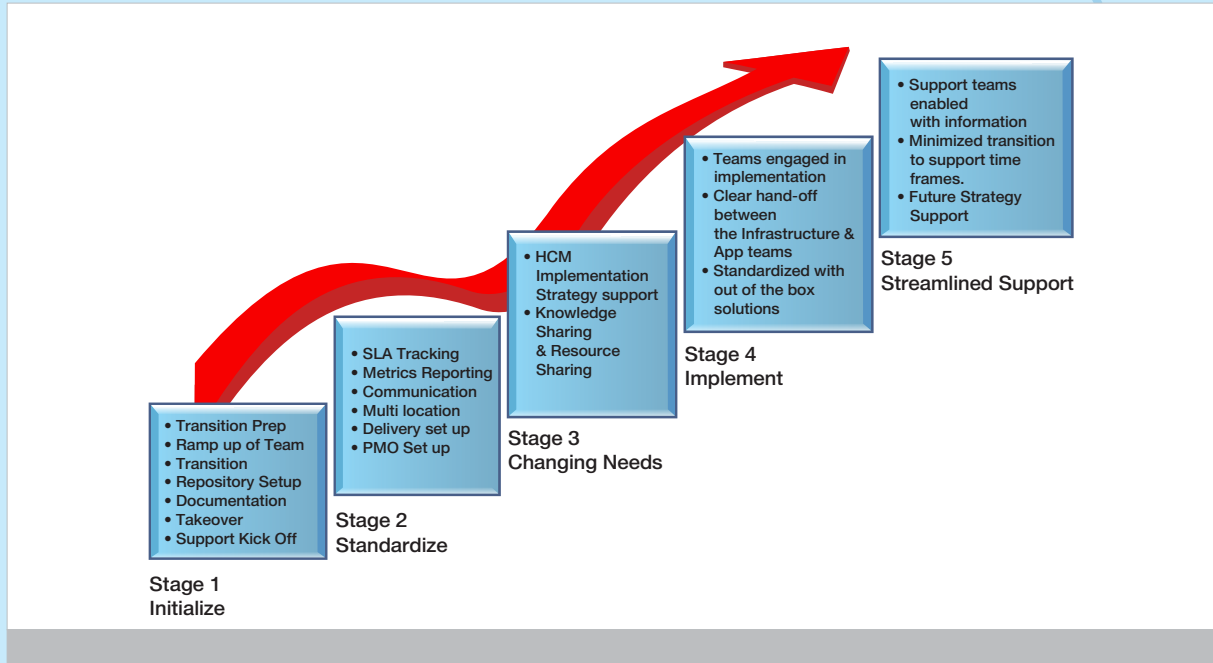 • Transition Prep
• Ramp up of Team
• Transition
• Repository Setup
• Documentation
• Takeover
• Support Kick Off
Stage 1
Initialize
• SLA Tracking
• Metrics Reporting
• Communication
• Multi location
• Delivery set up
• PMO Set up
Stage 2
Standardize
• HCM
Implementation
Strategy support
• Knowledge
Sharing
& Resource
Sharing
Stage 3
Changing Needs
• Teams engaged in
implementation
• Clear hand-off
between
the Infrastructure &
App teams
• Standardized with
out of the box
solutions
Stage 4
Implement
• Support teams
enabled
with information
• Minimized transition
to support time
frames.
• Future Strategy
Support
Stage 5
Streamlined Support